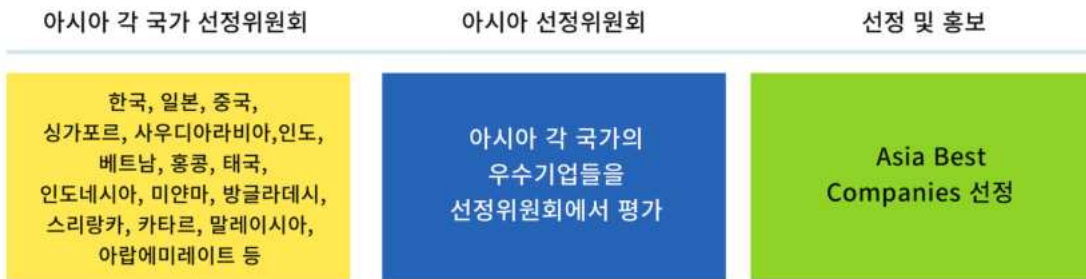 아시아 각 국가 선정위원회
아시아 선정위원회
선정 및 홍보
한국, 일본, 중국,
싱가포르, 사우디아라비아,인도,
베트남, 홍콩, 태국,
인도네시아, 미얀마, 방글라데시,
스리랑카, 카타르, 말레이시아,
아랍에미레이트 등
아시아 각 국가의
우수기업들을
선정위원회에서 평가
Asia Best
Companies 선정